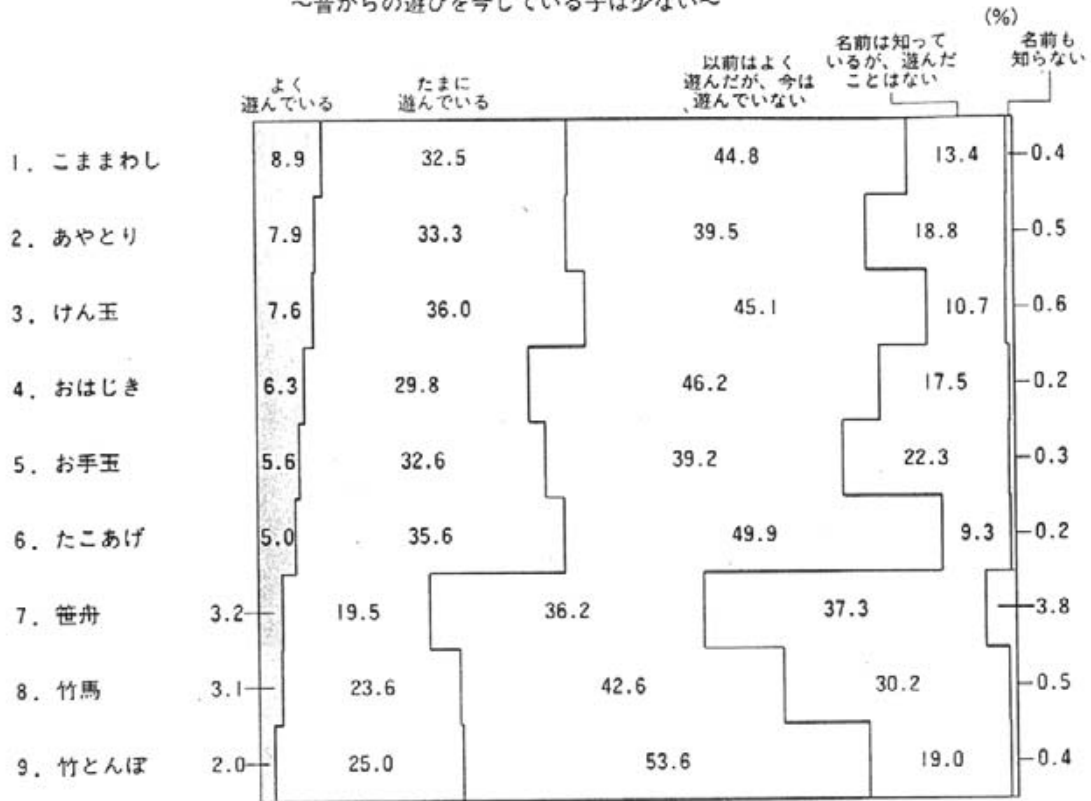 ～昔からの遊びを今している子は少ない～
(%)
よく
遊んでいる
たまに
遊んでいる
以前はよく
遊んだが、今は
遊んでいない
名前は知って
いるが、遊んだ
ことはない
名前も
知らない
1. こままわし 8.9 32.5 44.8 13.4 0.4
2. あやとり 7.9 33.3 39.5 18.8 0.5
3. けん玉 7.6 36.0 45.1 10.7 0.6
4. おはじき 6.3 29.8 46.2 17.5 0.2
5. お手玉 5.6 32.6 39.2 22.3 0.3
6. たこあげ 5.0 35.6 49.9 9.3 0.2
7. 笹舟 3.2 19.5 36.2 37.3 3.8
8. 竹馬 3.1 23.6 42.6 30.2 0.5
9. 竹とんぼ 2.0 25.0 53.6 19.0 0.4